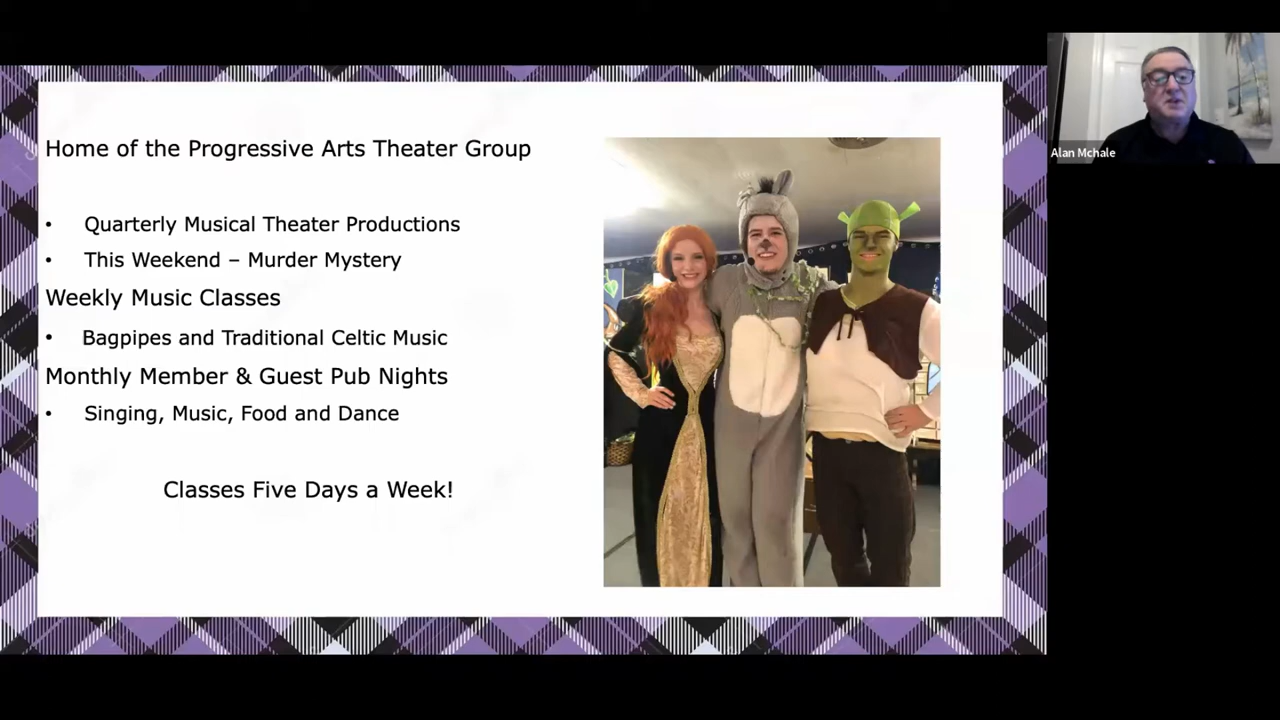 Home of the Progressive Arts Theater Group
• Quarterly Musical Theater Productions
• This Weekend – Murder Mystery
Weekly Music Classes
• Bagpipes and Traditional Celtic Music
Monthly Member & Guest Pub Nights
• Singing, Music, Food and Dance
Classes Five Days a Week!
Alan Mchale